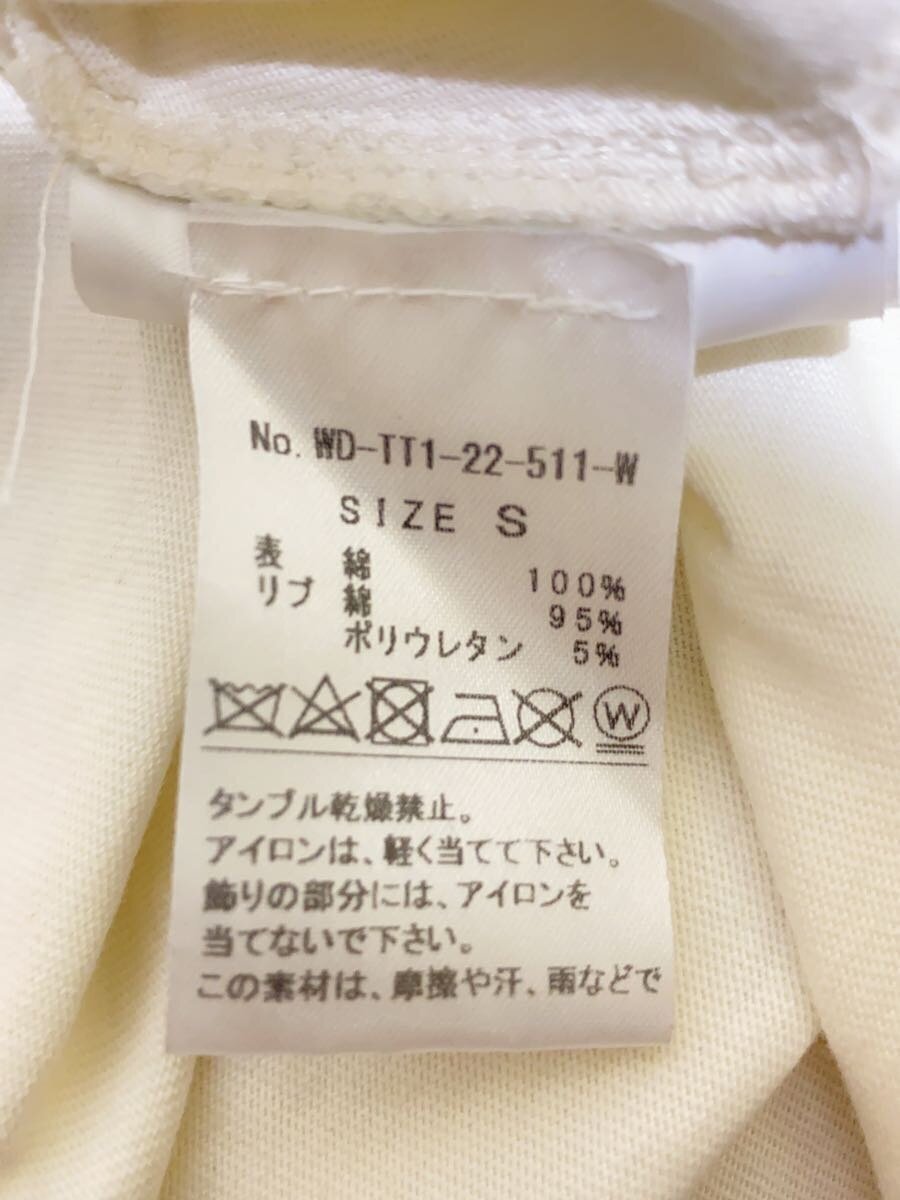 No. WD-TT1-22-511-W
SIZE S
表 綿 100%
リブ 綿 95%
ポリウレタン 5%
W
タンブル乾燥禁止。
アイロンは、軽く当てて下さい。
飾りの部分には、アイロンを
当てないで下さい。
この素材は、摩擦や汗、雨などで